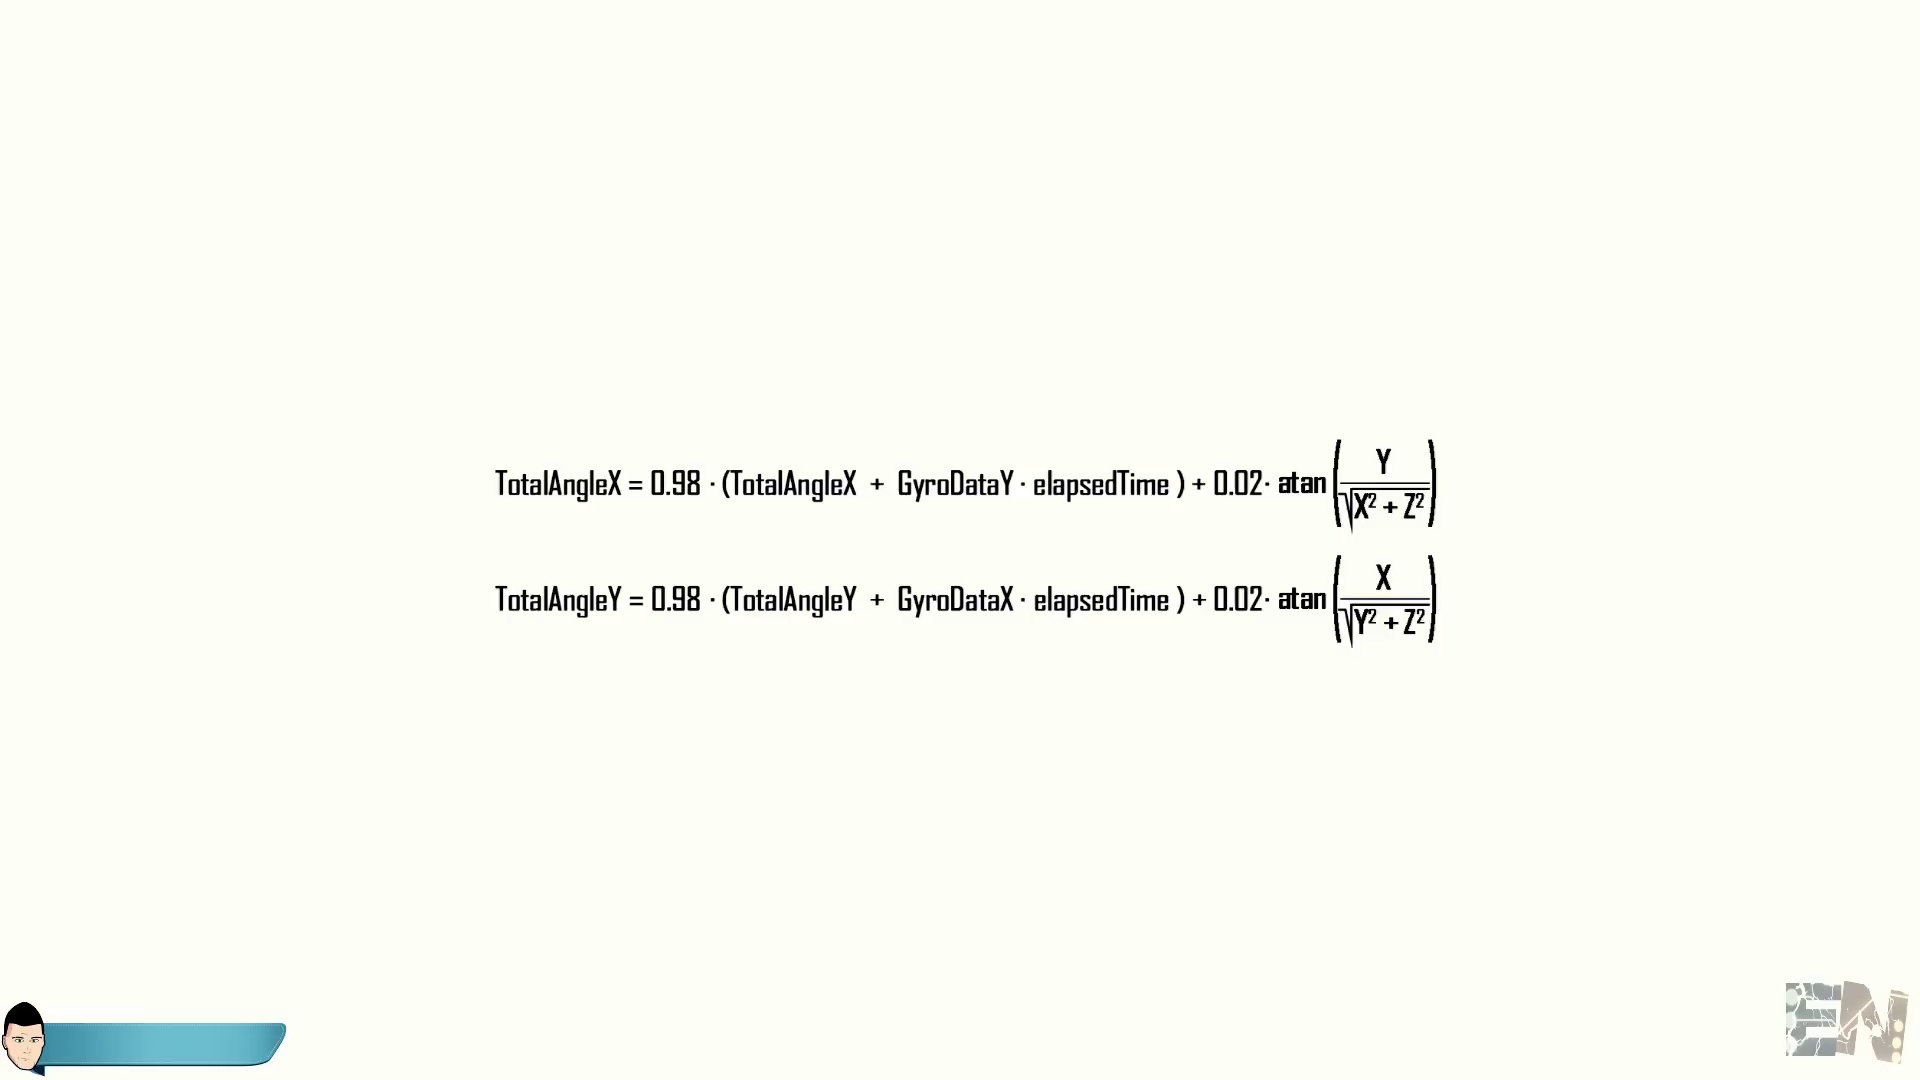 TotalAngleX = 0.98 · (TotalAngleX + GyroDataY · elapsedTime ) + 0.02· atan (Y / √X² + Z²)
TotalAngleY = 0.98 · (TotalAngleY + GyroDataX · elapsedTime ) + 0.02· atan (X / √Y² + Z²)
EN